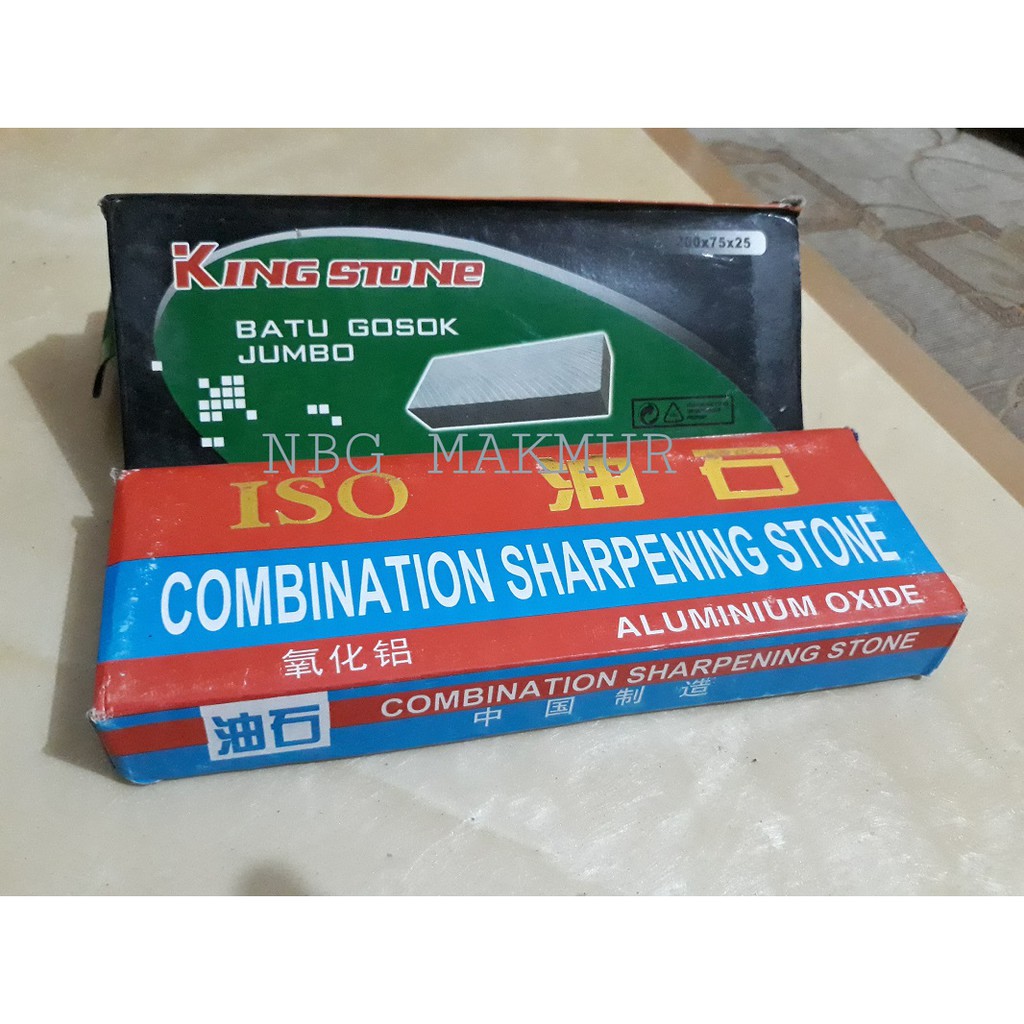 KING STONE
200x75x25
BATU GOSOK
JUMBO
NBG MAKMUR
ISO 油石
COMBINATION SHARPENING STONE
氧化铝 ALUMINIUM OXIDE
油石 COMBINATION SHARPENING STONE
中国制造